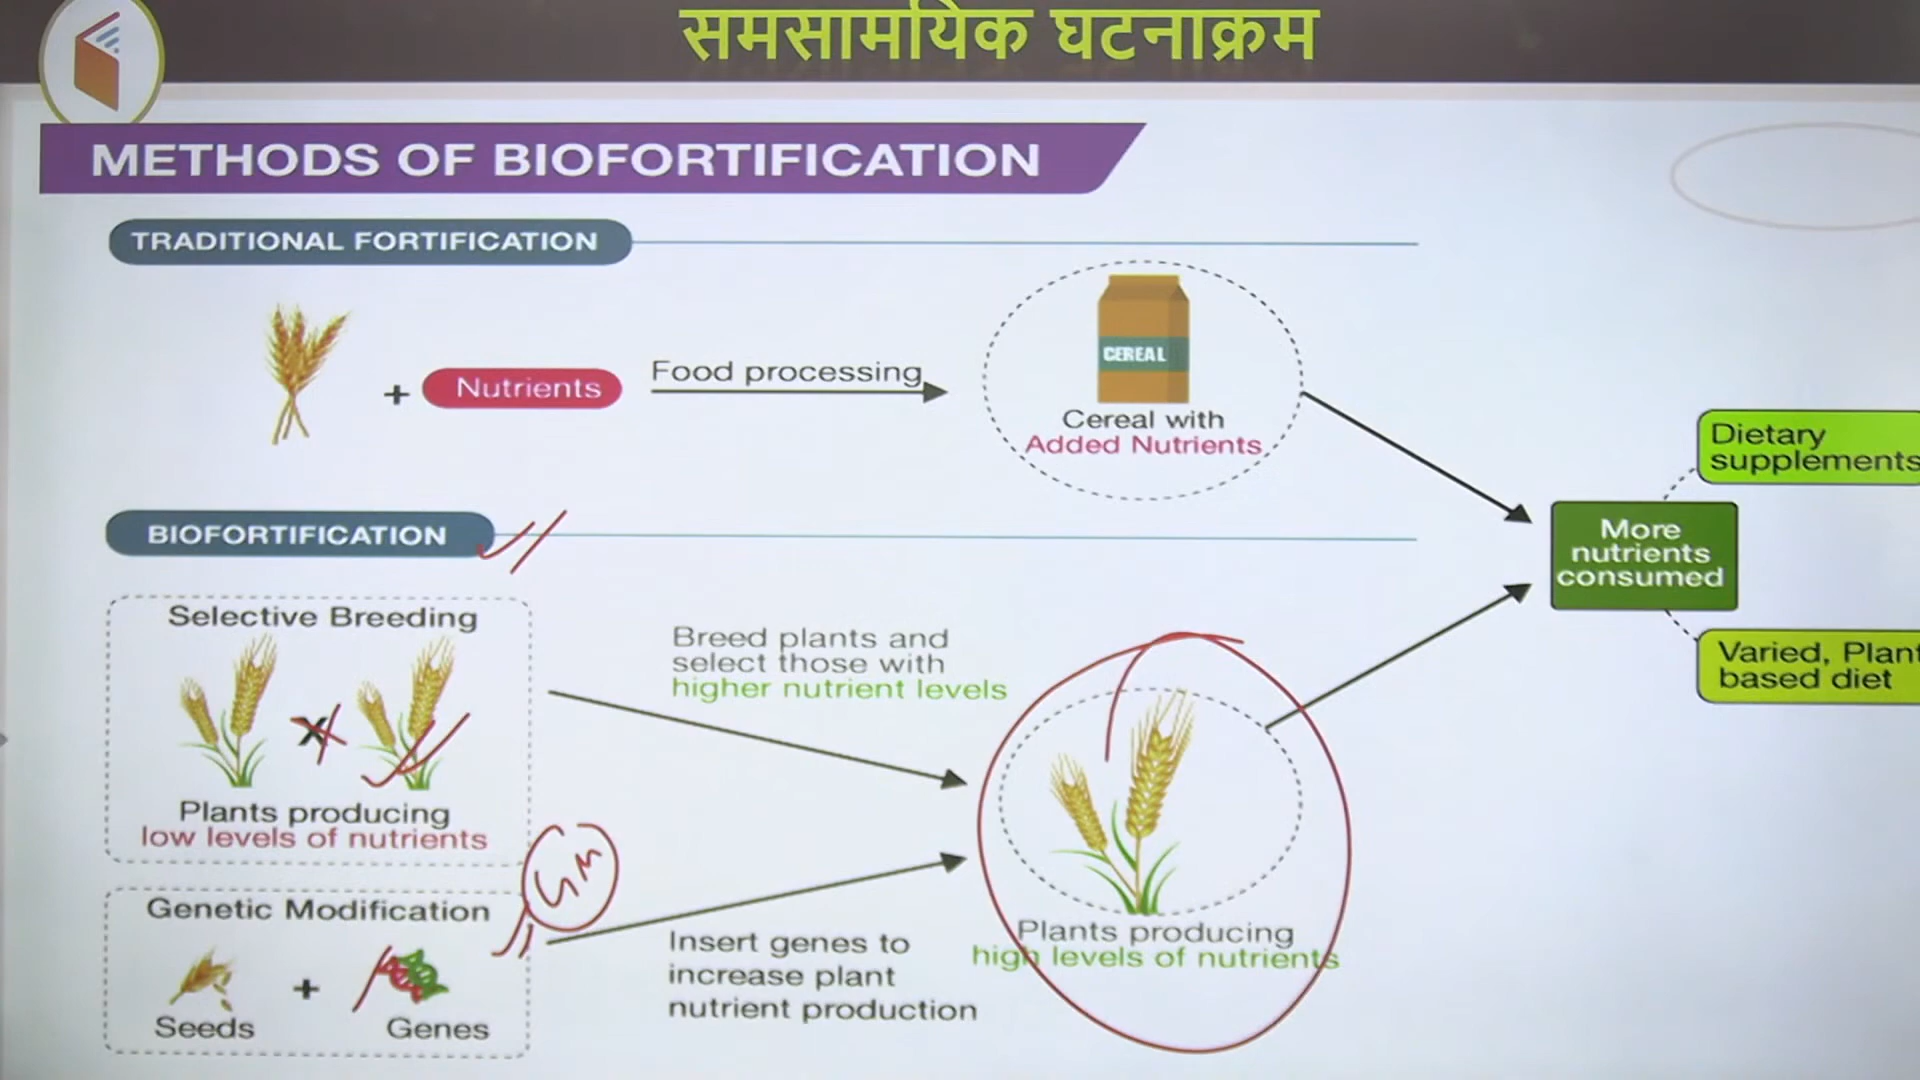 समसामयिक घटनाक्रम
METHODS OF BIOFORTIFICATION
TRADITIONAL FORTIFICATION
+ Nutrients
Food processing
CEREAL
Cereal with
Added Nutrients
Dietary
supplements
More
nutrients
consumed
Varied, Plant
based diet
BIOFORTIFICATION
Selective Breeding
X
Plants producing
low levels of nutrients
Breed plants and
select those with
higher nutrient levels
GM
Genetic Modification
+
Seeds
Genes
Insert genes to
increase plant
nutrient production
Plants producing
high levels of nutrients